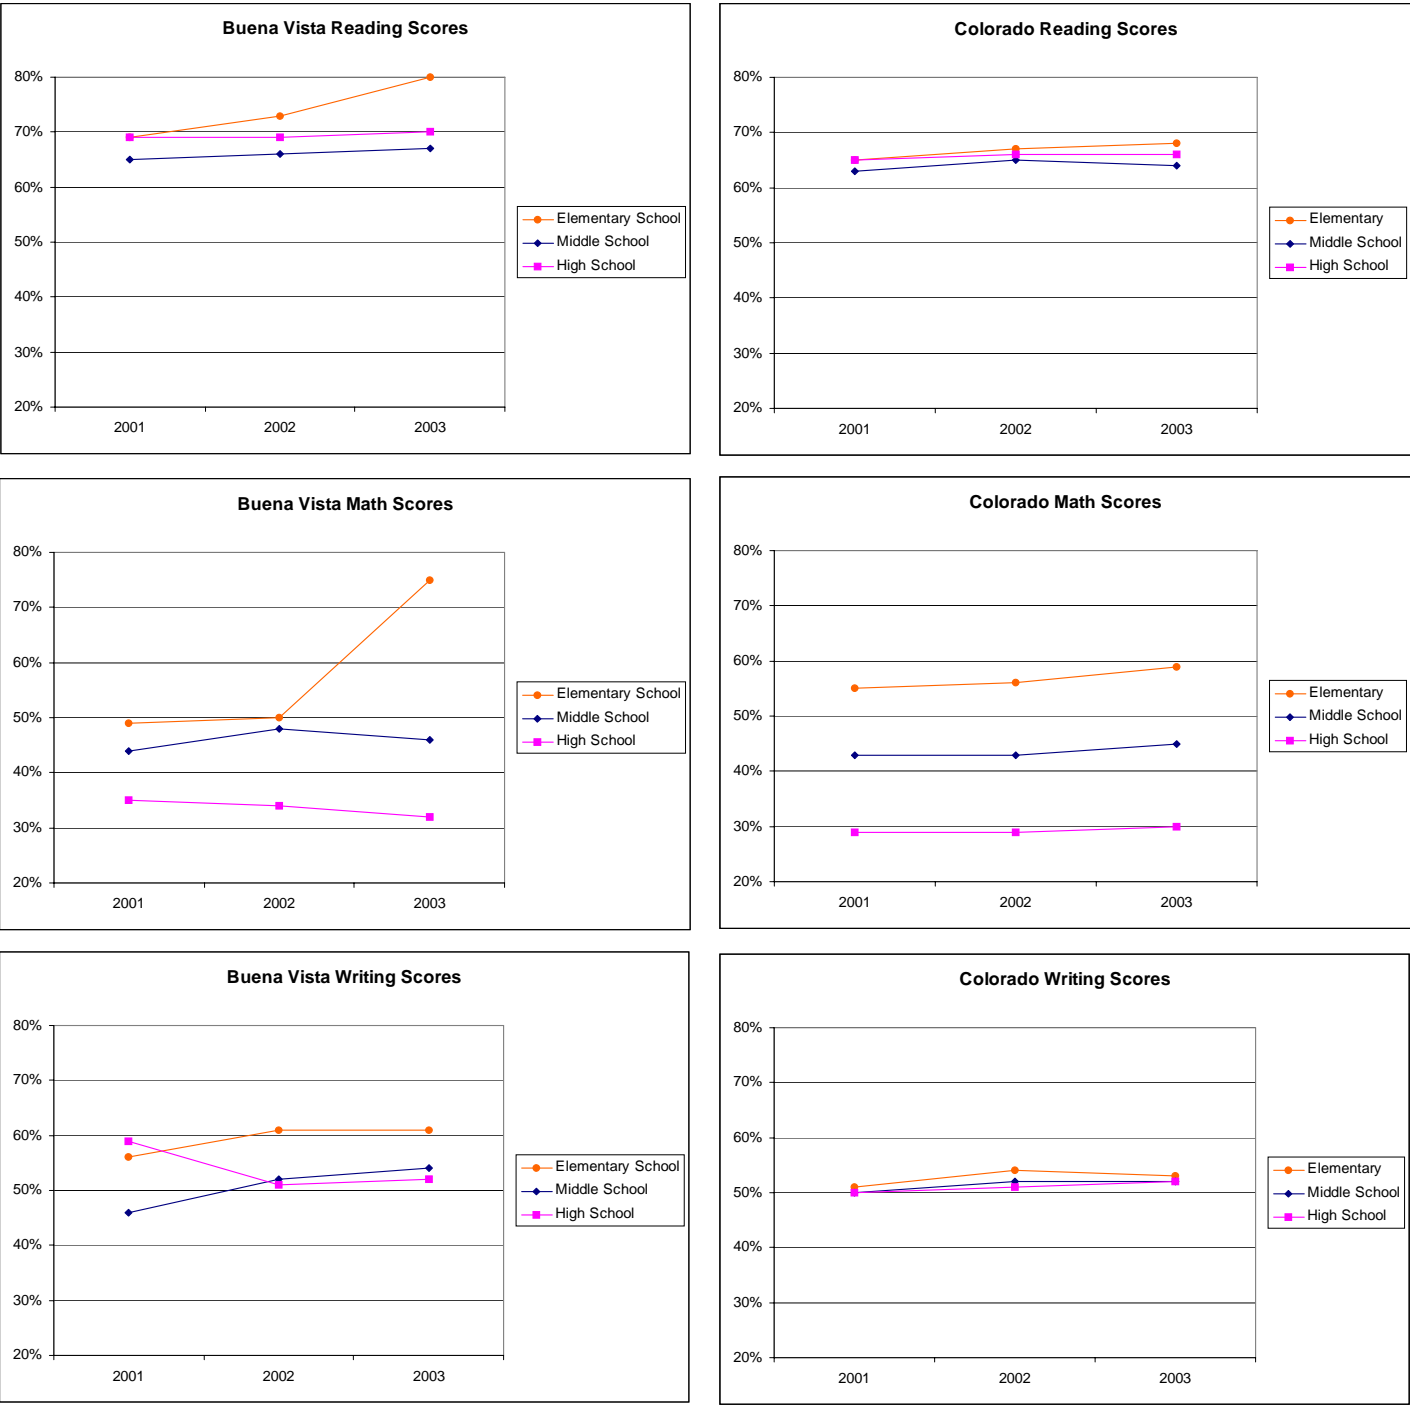 Buena Vista Reading Scores
80%
70%
60%
50%
40%
30%
20%
2001 2002 2003
Elementary School
Middle School
High School
Colorado Reading Scores
80%
70%
60%
50%
40%
30%
20%
2001 2002 2003
Elementary
Middle School
High School
Buena Vista Math Scores
80%
70%
60%
50%
40%
30%
20%
2001 2002 2003
Elementary School
Middle School
High School
Colorado Math Scores
80%
70%
60%
50%
40%
30%
20%
2001 2002 2003
Elementary
Middle School
High School
Buena Vista Writing Scores
80%
70%
60%
50%
40%
30%
20%
2001 2002 2003
Elementary School
Middle School
High School
Colorado Writing Scores
80%
70%
60%
50%
40%
30%
20%
2001 2002 2003
Elementary
Middle School
High School